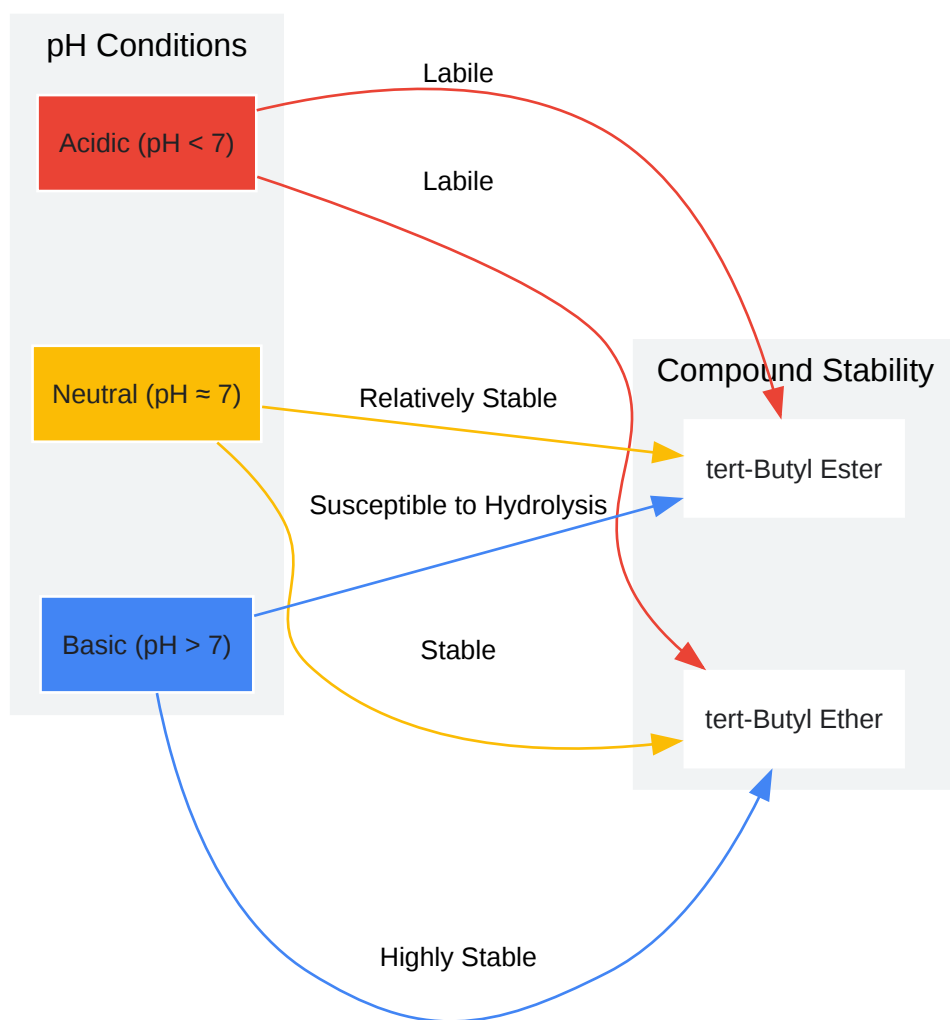 pH Conditions
Acidic (pH < 7)
Neutral (pH ≈ 7)
Basic (pH > 7)
Labile
Labile
Relatively Stable
Susceptible to Hydrolysis
Stable
Highly Stable
Compound Stability
tert-Butyl Ester
tert-Butyl Ether